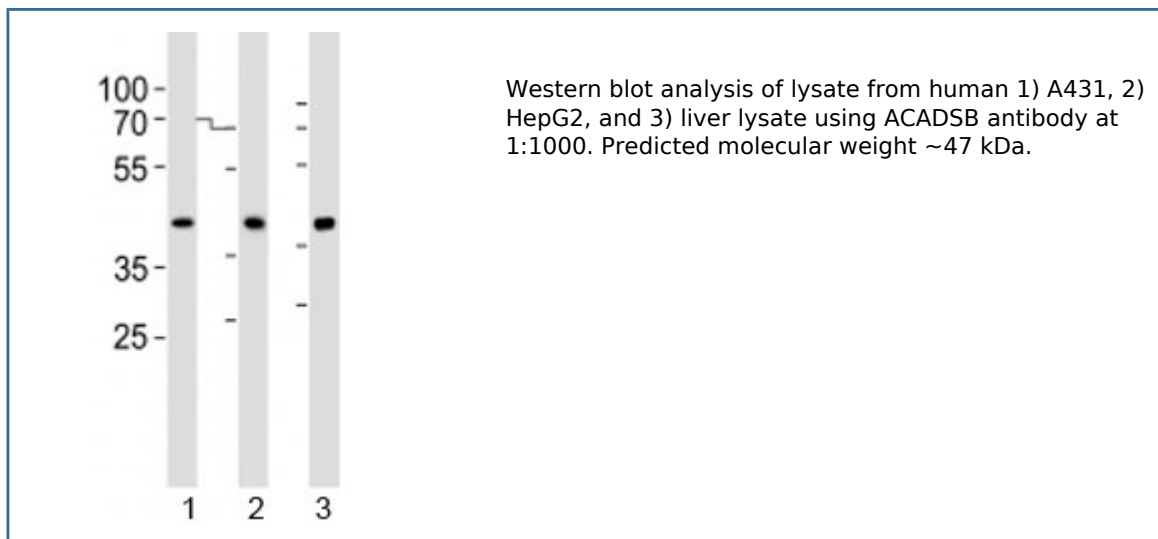 100
70
55
35
25
1 2 3
Western blot analysis of lysate from human 1) A431, 2)
HepG2, and 3) liver lysate using ACADSB antibody at
1:1000. Predicted molecular weight ~47 kDa.